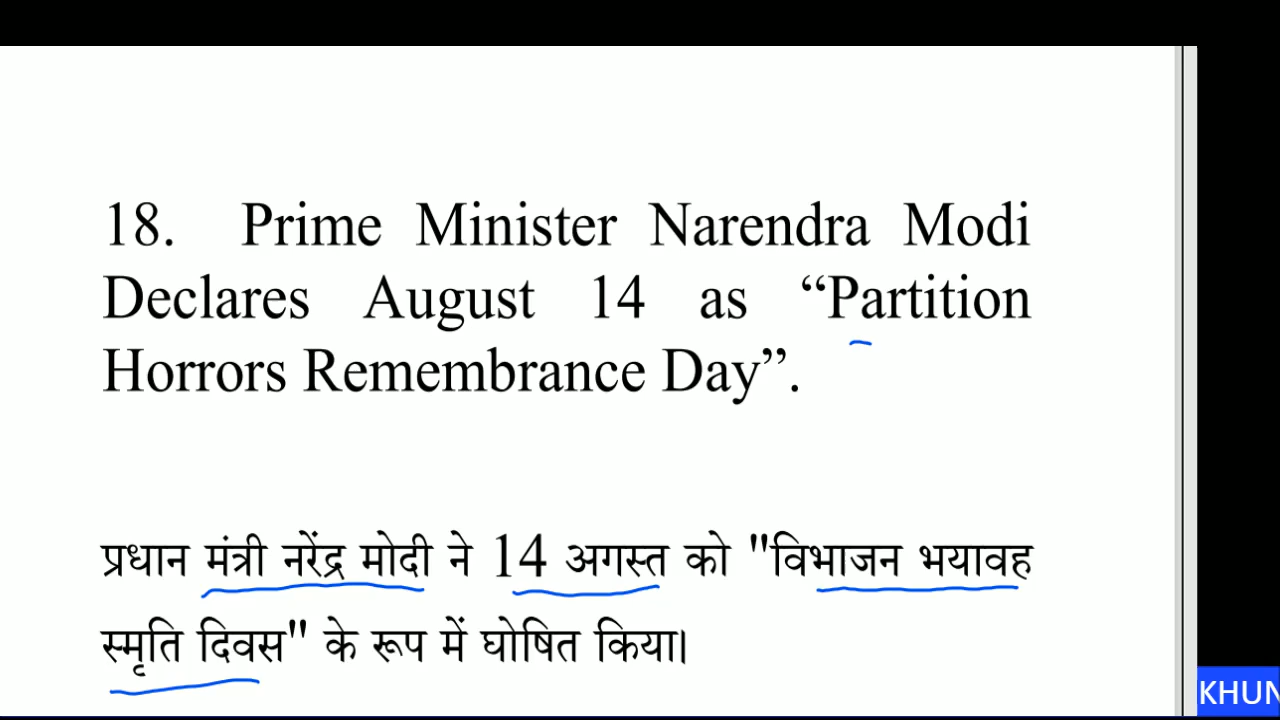 18. Prime Minister Narendra Modi
Declares August 14 as “Partition
Horrors Remembrance Day”.
प्रधान मंत्री नरेंद्र मोदी ने 14 अगस्त को "विभाजन भयावह
स्मृति दिवस" के रूप में घोषित किया।
KHUN